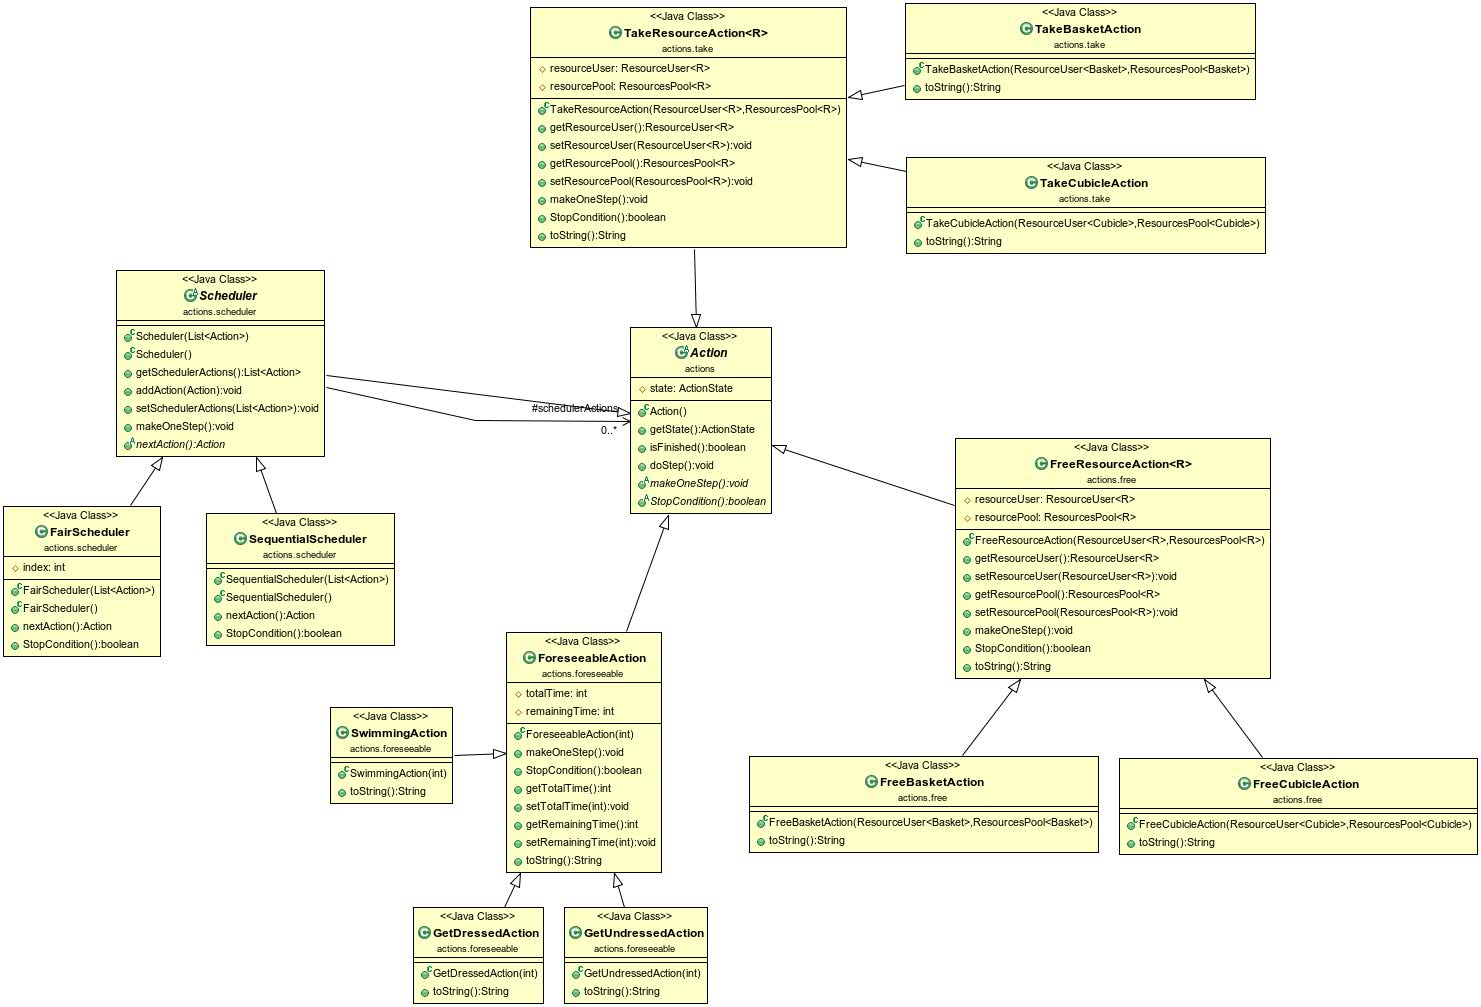 <<Java Class>>
TakeResourceAction<R>
actions.take
resourceUser: ResourceUser<R>
resourcePool: ResourcesPool<R>
TakeResourceAction(ResourceUser<R>,ResourcesPool<R>)
getResourceUser():ResourceUser<R>
setResourceUser(ResourceUser<R>):void
getResourcePool():ResourcesPool<R>
setResourcePool(ResourcesPool<R>):void
makeOneStep():void
StopCondition():boolean
toString():String
<<Java Class>>
TakeBasketAction
actions.take
TakeBasketAction(ResourceUser<Basket>,ResourcesPool<Basket>)
toString():String
<<Java Class>>
TakeCubicleAction
actions.take
TakeCubicleAction(ResourceUser<Cubicle>,ResourcesPool<Cubicle>)
toString():String
<<Java Class>>
Scheduler
actions.scheduler
Scheduler(List<Action>)
Scheduler()
getSchedulerActions():List<Action>
addAction(Action):void
setSchedulerActions(List<Action>):void
makeOneStep():void
nextAction():Action
#schedulerActions
0..*
<<Java Class>>
Action
actions
state: ActionState
Action()
getState():ActionState
isFinished():boolean
doStep():void
makeOneStep():void
StopCondition():boolean
<<Java Class>>
FreeResourceAction<R>
actions.free
resourceUser: ResourceUser<R>
resourcePool: ResourcesPool<R>
FreeResourceAction(ResourceUser<R>,ResourcesPool<R>)
getResourceUser():ResourceUser<R>
setResourceUser(ResourceUser<R>):void
getResourcePool():ResourcesPool<R>
setResourcePool(ResourcesPool<R>):void
makeOneStep():void
StopCondition():boolean
toString():String
<<Java Class>>
FairScheduler
actions.scheduler
index: int
FairScheduler(List<Action>)
FairScheduler()
nextAction():Action
StopCondition():boolean
<<Java Class>>
SequentialScheduler
actions.scheduler
SequentialScheduler(List<Action>)
SequentialScheduler()
nextAction():Action
StopCondition():boolean
<<Java Class>>
ForeseeableAction
actions.foreseeable
totalTime: int
remainingTime: int
ForeseeableAction(int)
makeOneStep():void
StopCondition():boolean
getTotalTime():int
setTotalTime(int):void
getRemainingTime():int
setRemainingTime(int):void
toString():String
<<Java Class>>
SwimmingAction
actions.foreseeable
SwimmingAction(int)
toString():String
<<Java Class>>
FreeBasketAction
actions.free
FreeBasketAction(ResourceUser<Basket>,ResourcesPool<Basket>)
toString():String
<<Java Class>>
FreeCubicleAction
actions.free
FreeCubicleAction(ResourceUser<Cubicle>,ResourcesPool<Cubicle>)
toString():String
<<Java Class>>
GetDressedAction
actions.foreseeable
GetDressedAction(int)
toString():String
<<Java Class>>
GetUndressedAction
actions.foreseeable
GetUndressedAction(int)
toString():String